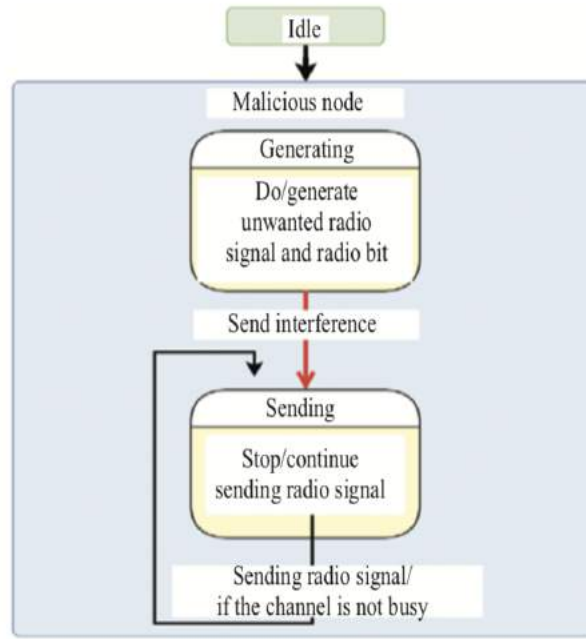 Idle
Malicious node
Generating
Do/generate
unwanted radio
signal and radio bit
Send interference
Sending
Stop/continue
sending radio signal
Sending radio signal/
if the channel is not busy